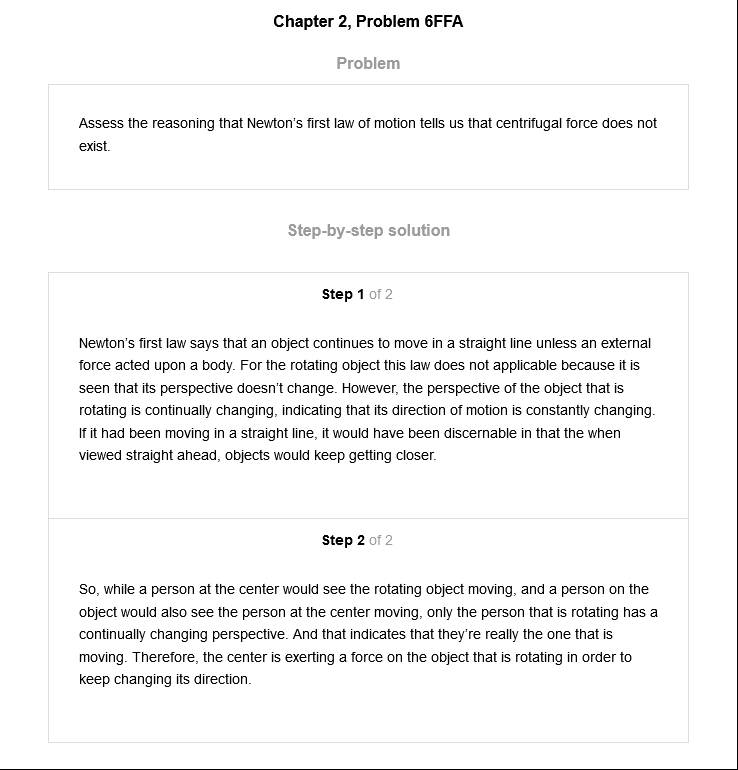 Chapter 2, Problem 6FFA
Problem
Assess the reasoning that Newton’s first law of motion tells us that centrifugal force does not
exist.
Step-by-step solution
Step 1 of 2
Newton’s first law says that an object continues to move in a straight line unless an external
force acted upon a body. For the rotating object this law does not applicable because it is
seen that its perspective doesn’t change. However, the perspective of the object that is
rotating is continually changing, indicating that its direction of motion is constantly changing.
If it had been moving in a straight line, it would have been discernable in that the when
viewed straight ahead, objects would keep getting closer.
Step 2 of 2
So, while a person at the center would see the rotating object moving, and a person on the
object would also see the person at the center moving, only the person that is rotating has a
continually changing perspective. And that indicates that they’re really the one that is
moving. Therefore, the center is exerting a force on the object that is rotating in order to
keep changing its direction.